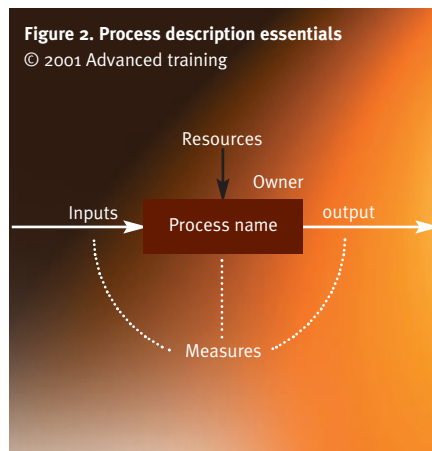 Figure 2. Process description essentials
© 2001 Advanced training
Resources
Owner
Inputs
Process name
output
Measures